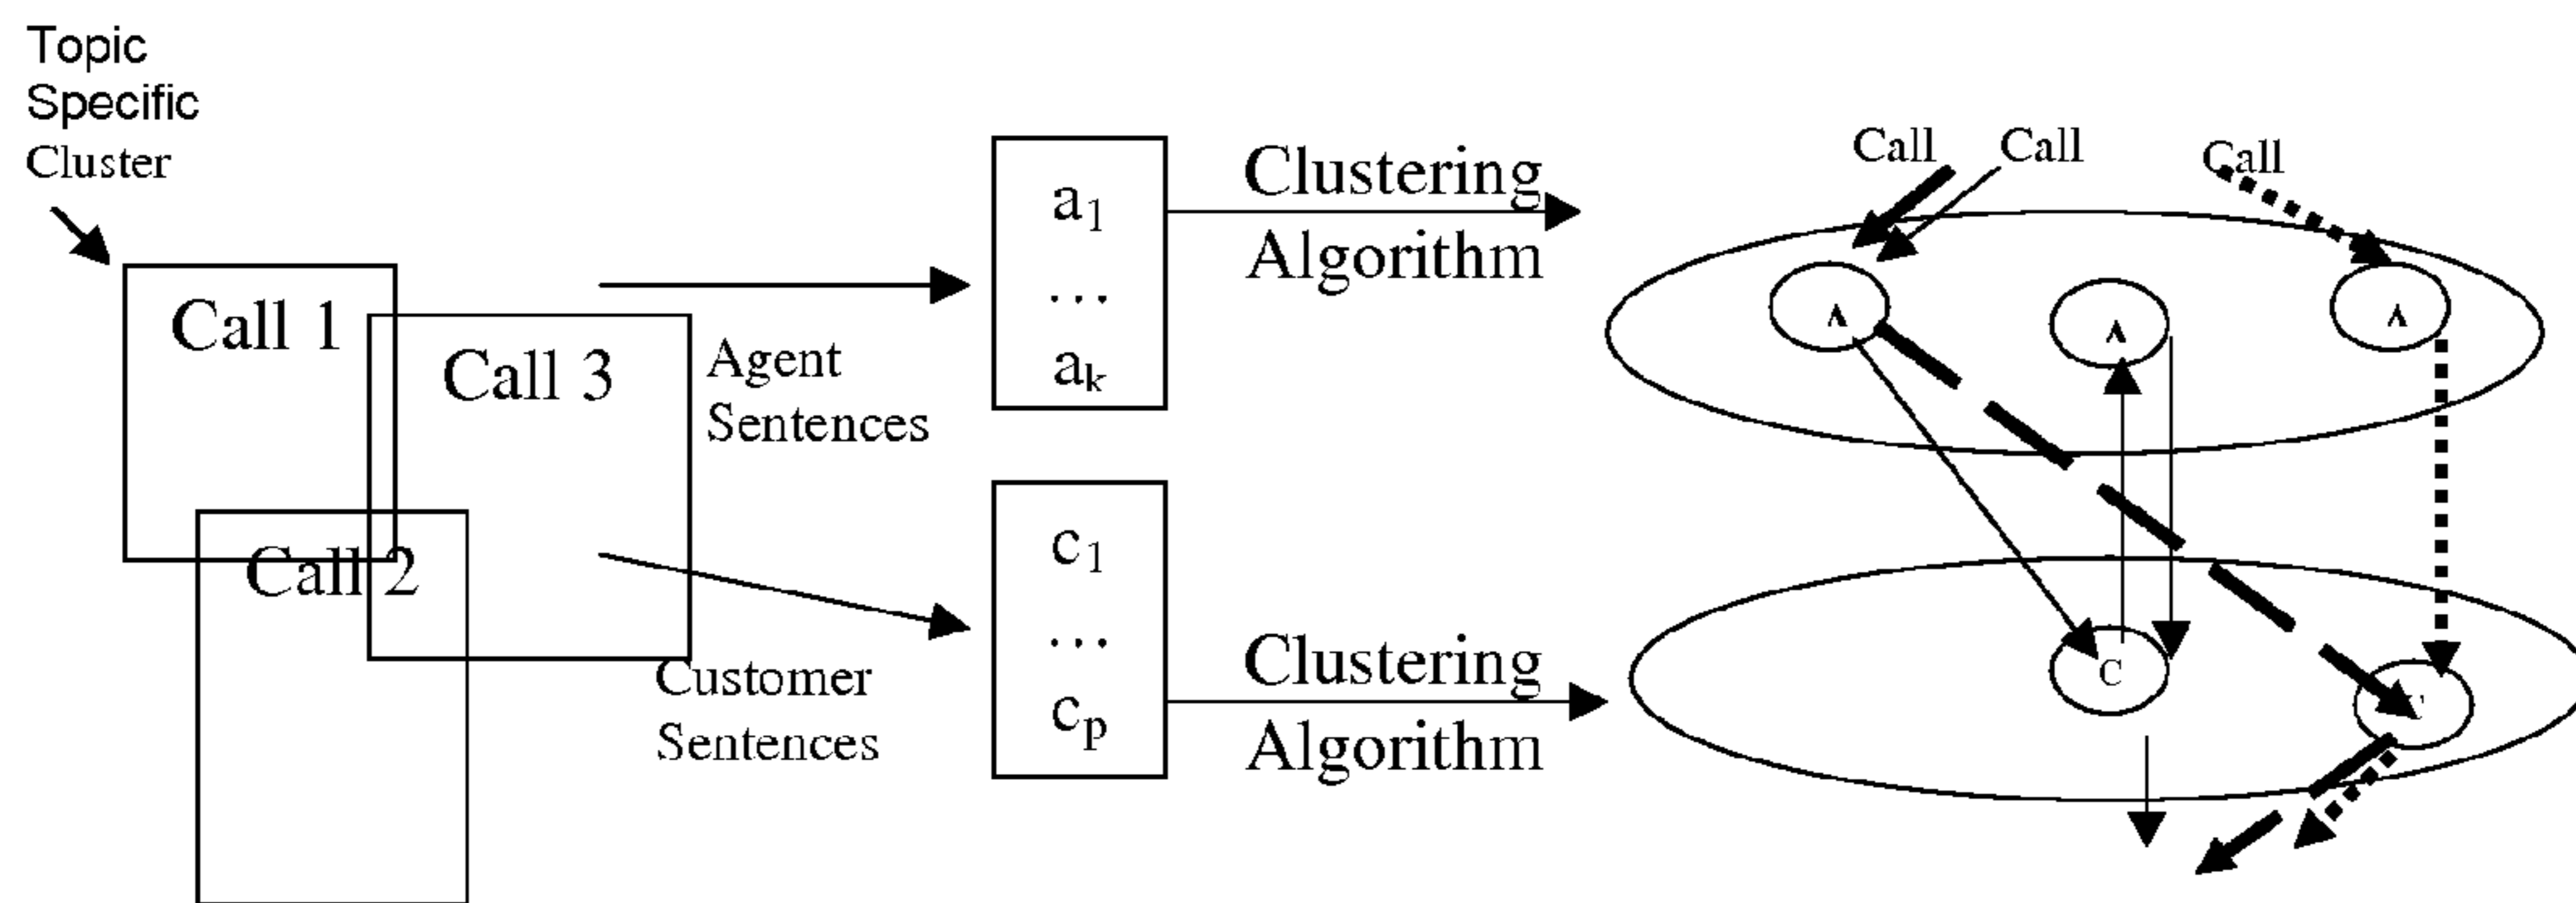 Topic
Specific
Cluster
Call 1
Call 3
Call 2
Agent
Sentences
Customer
Sentences
a1
...
ak
c1
...
cp
Clustering
Algorithm
Clustering
Algorithm
Call
Call
Call
A
A
A
C